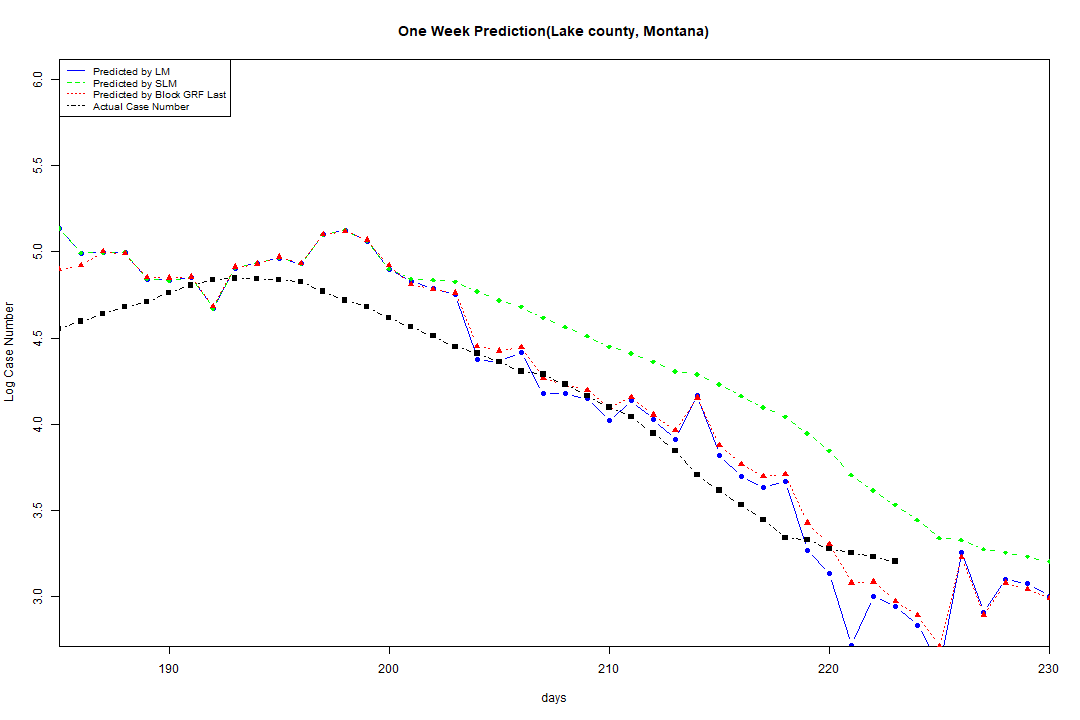 One Week Prediction(Lake county, Montana)
Predicted by LM
Predicted by SLM
Predicted by Block GRF Last
Actual Case Number
6.0
5.5
5.0
4.5
4.0
3.5
3.0
Log Case Number
190
200
210
220
230
days